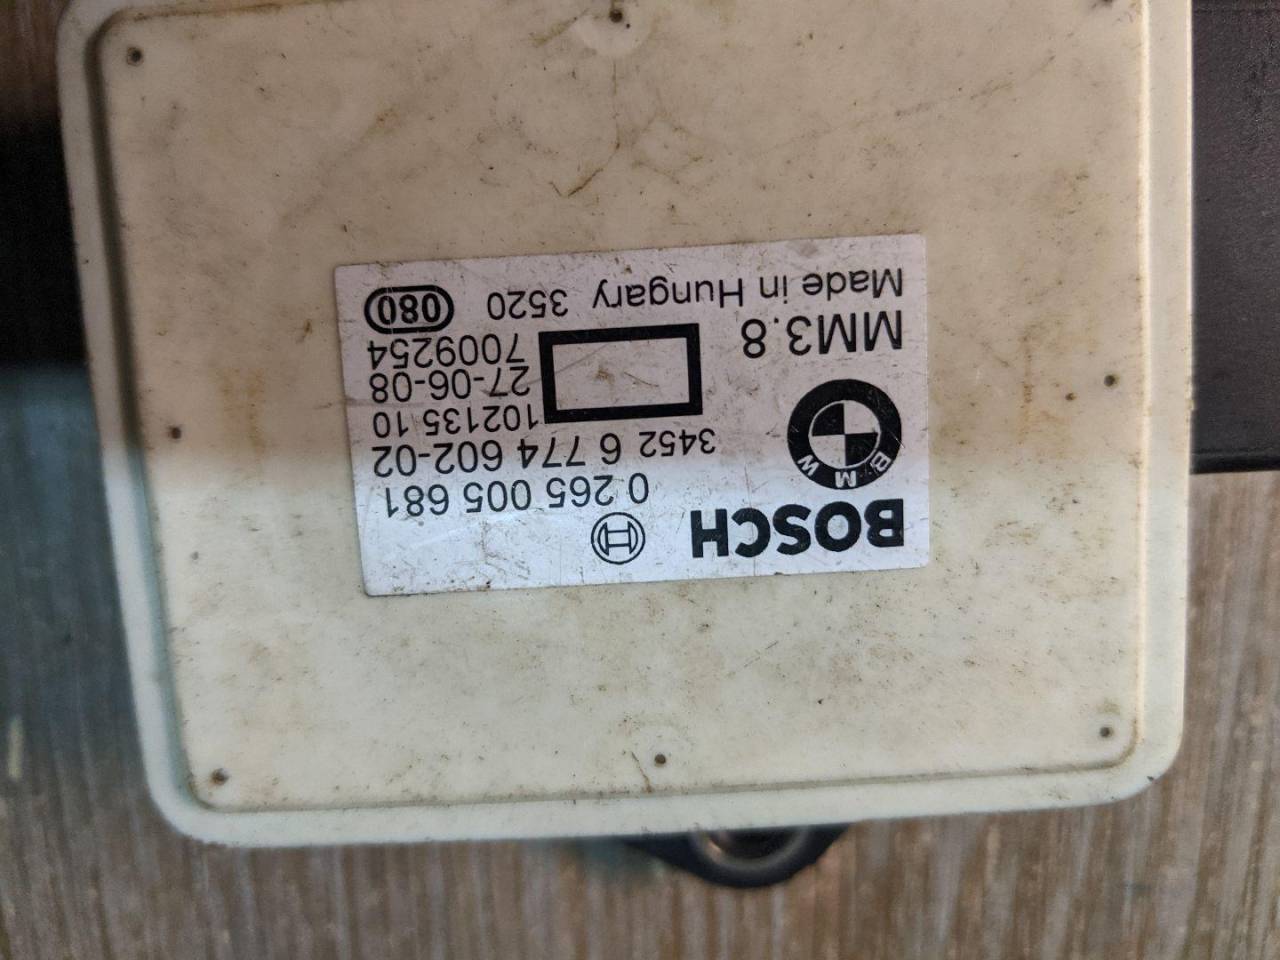 BOSCH
0 265 005 681
BMW
3452 6 774 602-02
102135 10
27-06-08
7009254
MM3.8
Made in Hungary 3520 080